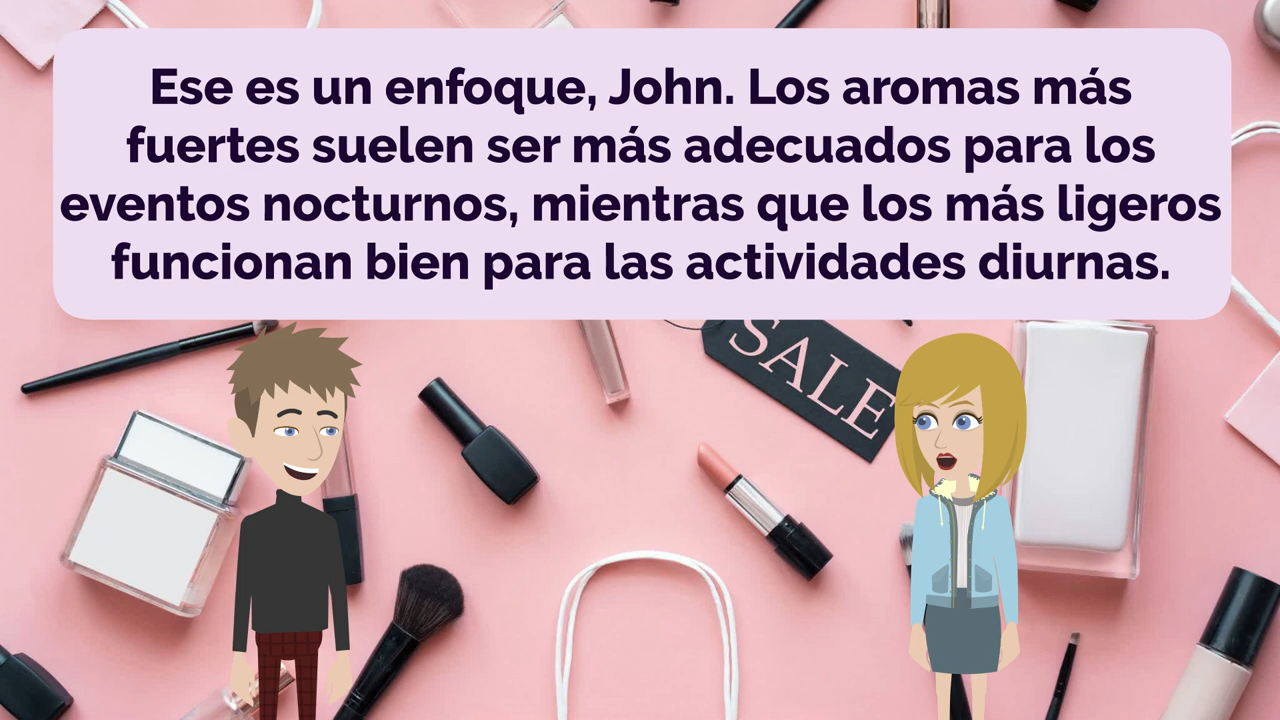 Ese es un enfoque, John. Los aromas más
fuertes suelen ser más adecuados para los
eventos nocturnos, mientras que los más ligeros
funcionan bien para las actividades diurnas.
SALE